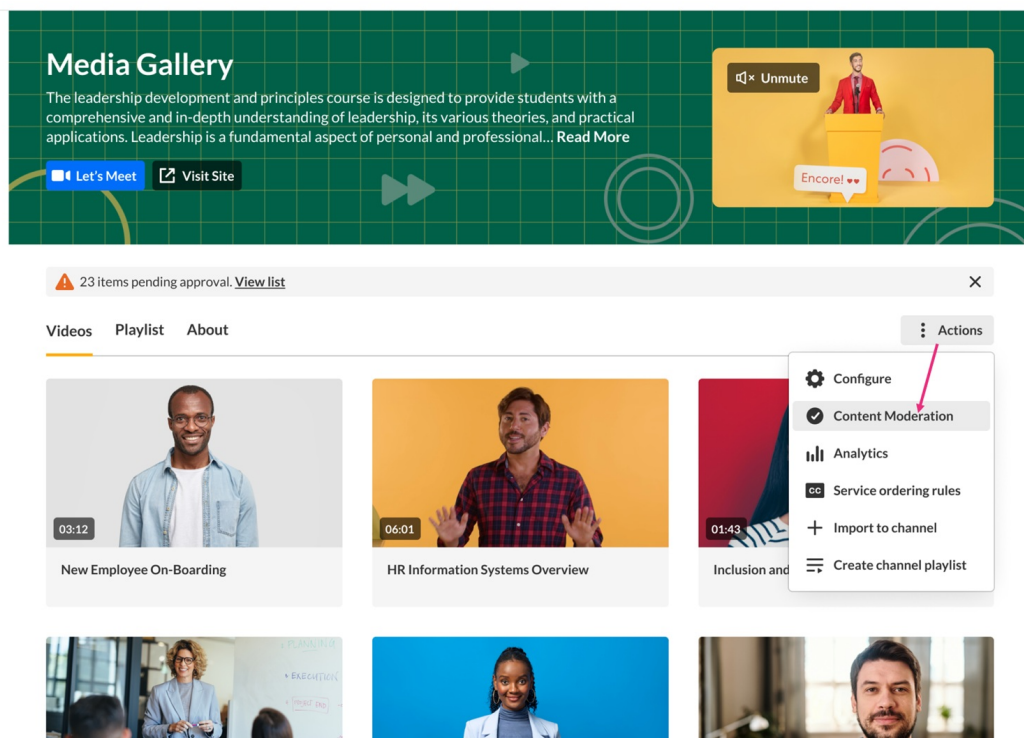 Media Gallery
The leadership development and principles course is designed to provide students with a
comprehensive and in-depth understanding of leadership, its various theories, and practical
applications. Leadership is a fundamental aspect of personal and professional... Read More
Let's Meet
Visit Site
Unmute
Encore!
23 items pending approval. View list
Videos
Playlist
About
Actions
Configure
Content Moderation
Analytics
CC Service ordering rules
Import to channel
Create channel playlist
03:12
New Employee On-Boarding
06:01
HR Information Systems Overview
01:43
Inclusion and
PLANNING
EXECUTION